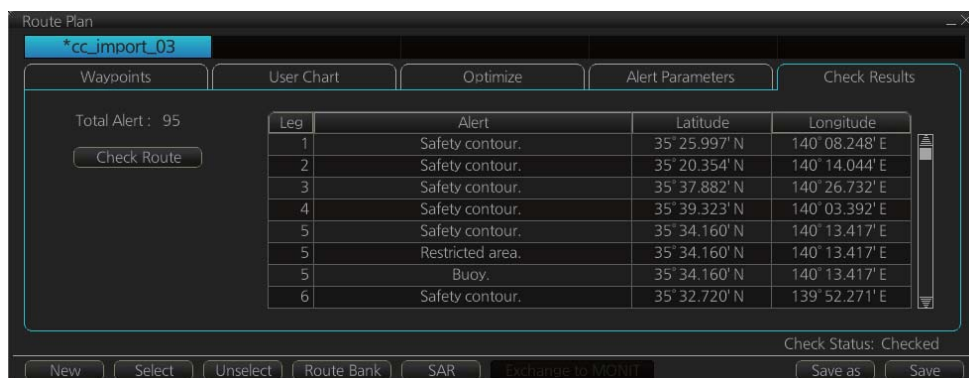 Route Plan
*cc_import_03
Waypoints User Chart Optimize Alert Parameters Check Results
Total Alert : 95
Check Route
Leg Alert Latitude Longitude
1 Safety contour. 35°25.997' N 140°08.248' E
2 Safety contour. 35°20.354' N 140°14.044' E
3 Safety contour. 35°37.882' N 140°26.732' E
4 Safety contour. 35°39.323' N 140°03.392' E
5 Safety contour. 35°34.160' N 140°13.417' E
5 Restricted area. 35°34.160' N 140°13.417' E
5 Buoy. 35°34.160' N 140°13.417' E
6 Safety contour. 35°32.720' N 139°52.271' E
Check Status: Checked
New Select Unselect Route Bank SAR Exchange to MONIT Save as Save